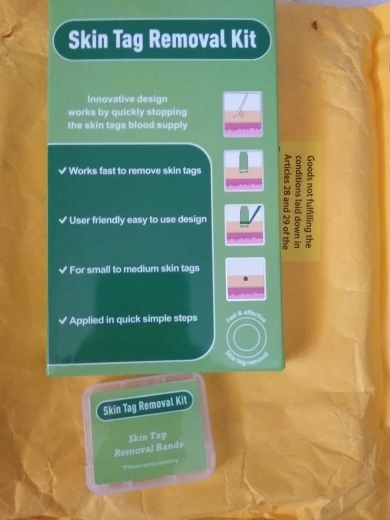 Skin Tag Removal Kit
Innovative design
works by quickly stopping
the skin tags blood supply
✓ Works fast to remove skin tags
✓ User friendly easy to use design
✓ For small to medium skin tags
✓ Applied in quick simple steps
Fast & effective
skin tag removal
Goods not fulfilling the
conditions laid down in
Articles 28 and 29 of the
Skin Tag Removal Kit
Skin Tag
Removal Bands
*Please open carefully